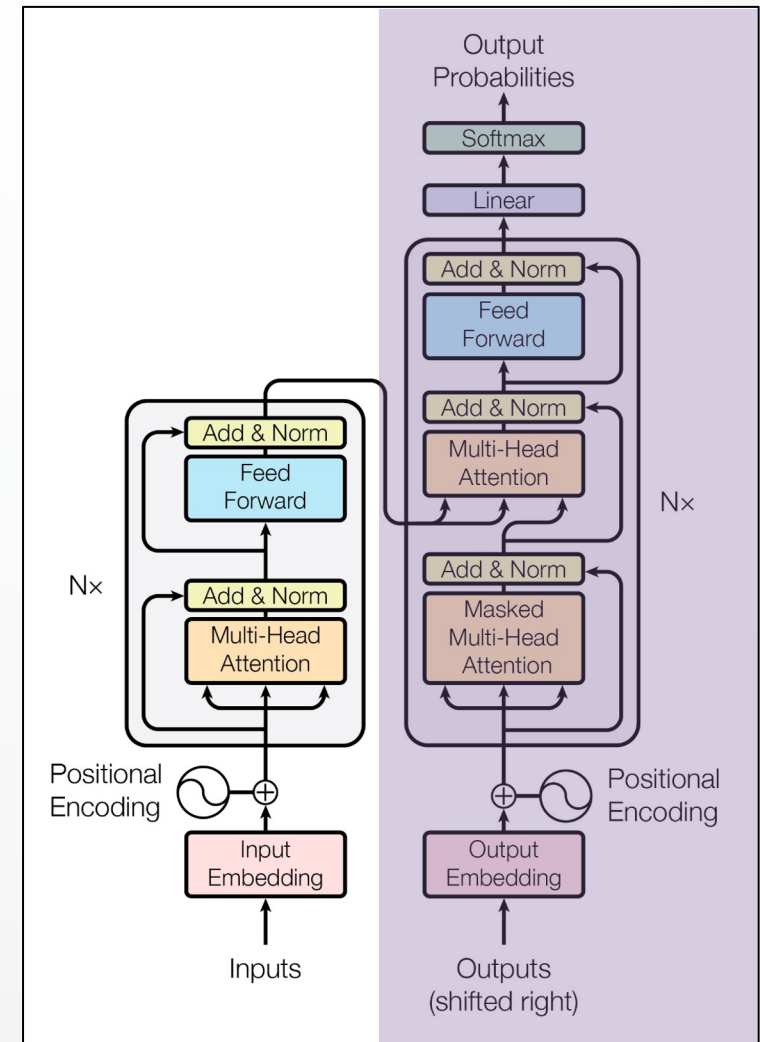 Output
Probabilities
Softmax
Linear
Add & Norm
Feed
Forward
Add & Norm
Multi-Head
Attention
Nx
Add & Norm
Masked
Multi-Head
Attention
Positional
Encoding
Output
Embedding
Outputs
(shifted right)
Add & Norm
Feed
Forward
Nx
Add & Norm
Multi-Head
Attention
Positional
Encoding
Input
Embedding
Inputs